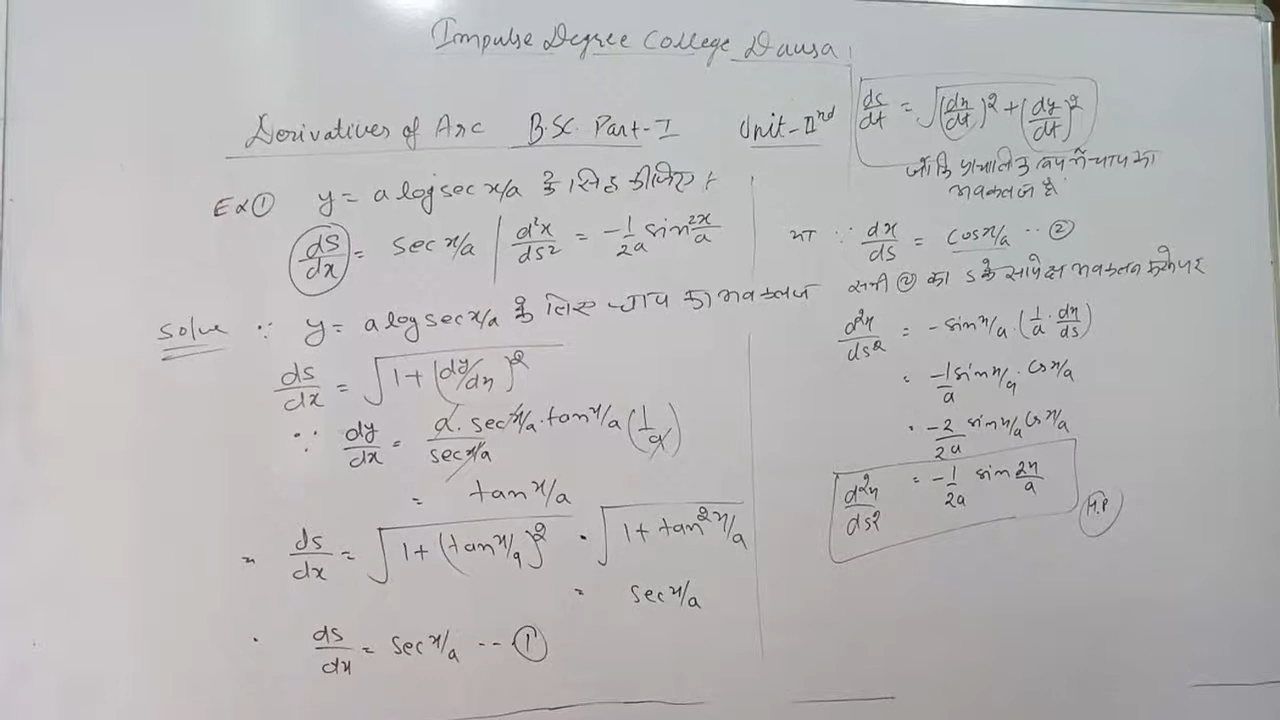 Impulse Degree College Dausa
Derivatives of Arc B.Sc. Part-I Unit-IInd
Ex① y = a log sec x/a के सिद्ध कीजिए।
ds/dx = sec x/a | d²x/ds² = -1/2a sin 2x/a
Solve ∵ y = a log sec x/a के लिए चाप का अवकलज
ds/dx = √(1+(dy/dx)²)
∵ dy/dx = a. sec x/a . tan x/a / sec x/a (1/a)
= tan x/a
= ds/dx = √(1+(tan x/a)²) = √(1+tan² x/a)
= sec x/a
∴ ds/dx = sec x/a --①
ds/dt = √((dx/dt)²+(dy/dt)²)
जो कि प्राचालिक रूप में चाप का
अवकलज है
या ∵ dx/ds = cos x/a --②
समी ② का s के सापेक्ष अवकलन करने पर
d²x/ds² = - sin x/a . (1/a . dx/ds)
= -1/a sin x/a . cos x/a
= -2/2a sin x/a cos x/a
d²x/ds² = -1/2a sin 2x/a
H.P